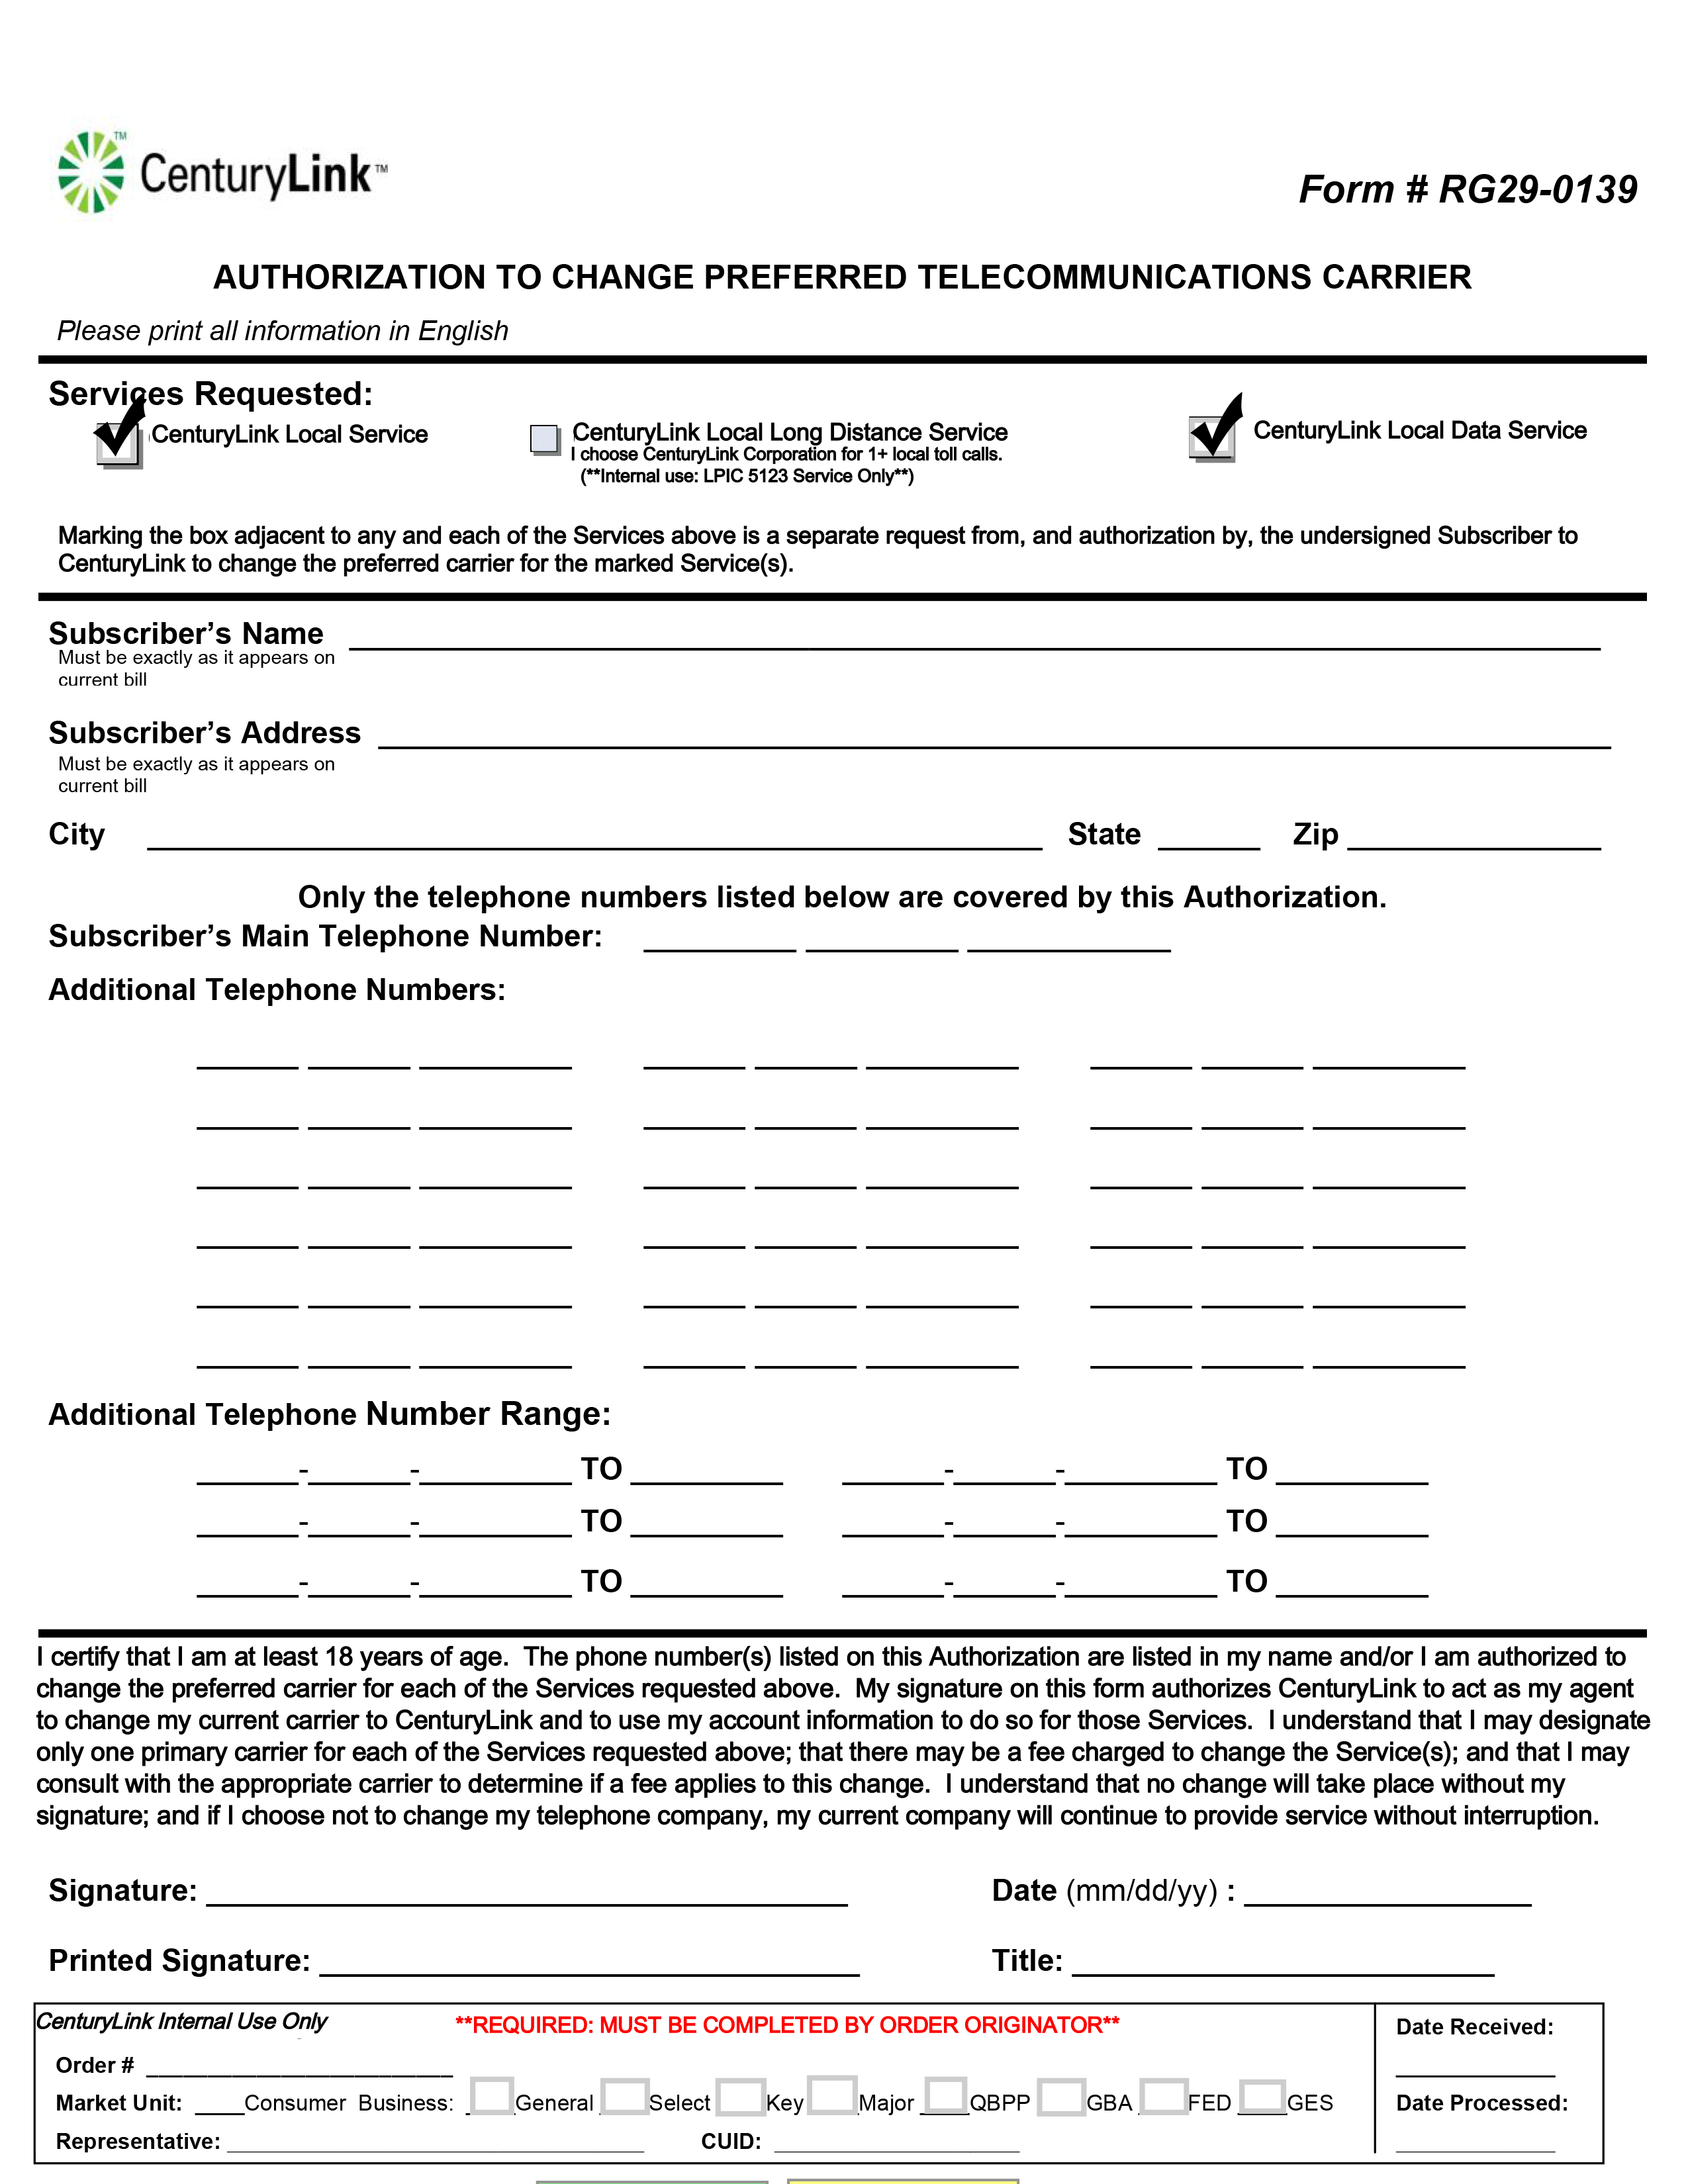 CenturyLink™
Form # RG29-0139
AUTHORIZATION TO CHANGE PREFERRED TELECOMMUNICATIONS CARRIER
Please print all information in English
Services Requested:
CenturyLink Local Service
CenturyLink Local Long Distance Service
I choose CenturyLink Corporation for 1+ local toll calls.
(**Internal use: LPIC 5123 Service Only**)
CenturyLink Local Data Service
Marking the box adjacent to any and each of the Services above is a separate request from, and authorization by, the undersigned Subscriber to
CenturyLink to change the preferred carrier for the marked Service(s).
Subscriber's Name
Must be exactly as it appears on
current bill
Subscriber's Address
Must be exactly as it appears on
current bill
City State Zip
Only the telephone numbers listed below are covered by this Authorization.
Subscriber's Main Telephone Number:
Additional Telephone Numbers:
Additional Telephone Number Range:
- - TO - - TO
- - TO - - TO
- - TO - - TO
I certify that I am at least 18 years of age. The phone number(s) listed on this Authorization are listed in my name and/or I am authorized to
change the preferred carrier for each of the Services requested above. My signature on this form authorizes CenturyLink to act as my agent
to change my current carrier to CenturyLink and to use my account information to do so for those Services. I understand that I may designate
only one primary carrier for each of the Services requested above; that there may be a fee charged to change the Service(s); and that I may
consult with the appropriate carrier to determine if a fee applies to this change. I understand that no change will take place without my
signature; and if I choose not to change my telephone company, my current company will continue to provide service without interruption.
Signature: Date (mm/dd/yy) :
Printed Signature: Title:
CenturyLink Internal Use Only **REQUIRED: MUST BE COMPLETED BY ORDER ORIGINATOR** Date Received:
Order #
Market Unit: Consumer Business: General Select Key Major QBPP GBA FED GES Date Processed:
Representative: CUID: